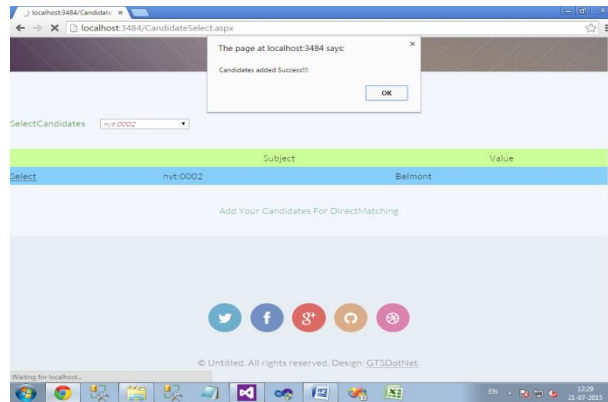 localhost:3484/Candidate
localhost:3484/CandidateSelect.aspx
The page at localhost:3484 says:
Candidates added Success!!!
OK
SelectCandidates nyt:0002
Subject Value
Select nyt:0002 Belmont
Add Your Candidates For DirectMatching
© Untitled. All rights reserved. Design: GTSDotNet.
Waiting for localhost...
EN 12:29
21-07-2015